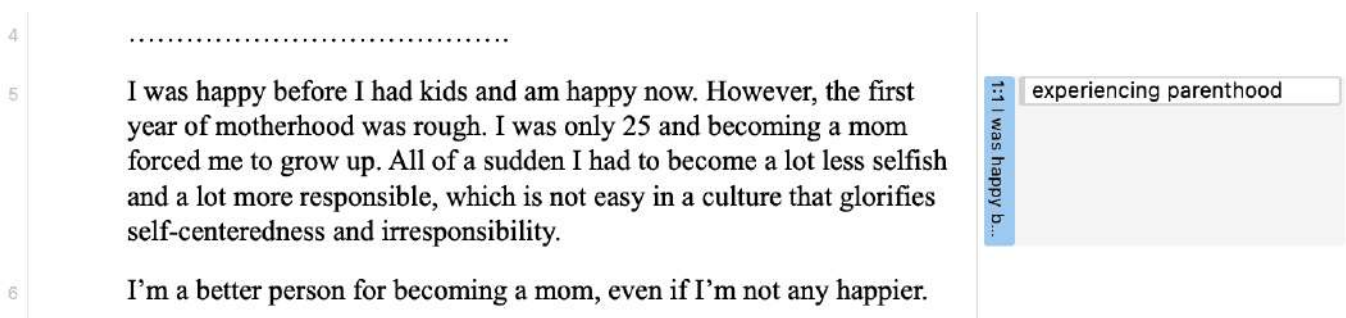 4
.......................................
5
I was happy before I had kids and am happy now. However, the first
year of motherhood was rough. I was only 25 and becoming a mom
forced me to grow up. All of a sudden I had to become a lot less selfish
and a lot more responsible, which is not easy in a culture that glorifies
self-centeredness and irresponsibility.
6
I’m a better person for becoming a mom, even if I’m not any happier.
1:1 I was happy b...
experiencing parenthood